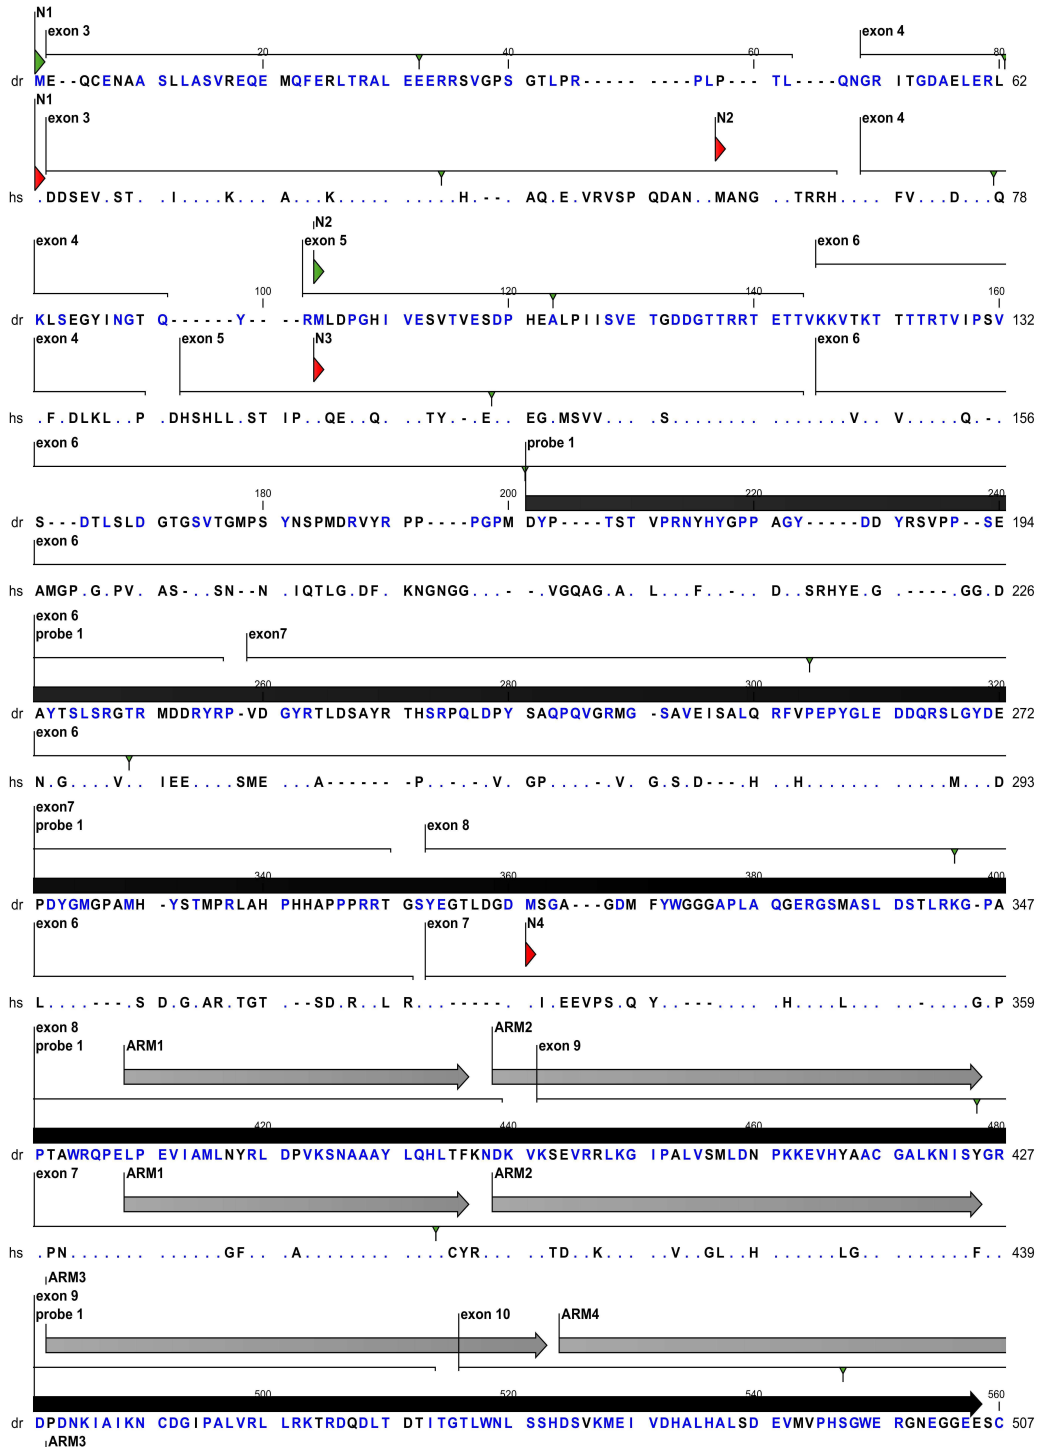 N1
exon 3
exon 4
20 40 60 80
dr ME--QCENAA SLLASVREQE MQFERLTRAL EEERRSVGPS GTLPR----- -----PLP-- -TL----QNGR ITGDAELERL 62
N1
exon 3 N2 exon 4
hs .DDSEV.ST. .I....K... A...K..... .....H.--. AQ.E.VRVSP QDAN..MANG ..TRRH.... FV...D...Q 78
N2
exon 4 exon 5 exon 6
100 120 140 160
dr KLSEGYINGT Q------Y-- --RMLDPGHI VESVTVESDP HEALPIISVE TGDDGTTRRT ETTVKKVTKT TTTRTVIPSV 132
exon 4 exon 5 N3 exon 6
hs .F.DLKL..P .DHSHLL.ST IP..QE..Q. ..TY.-.E.. EG.MSVV... .S........ .......V.. V.....Q.-. 156
exon 6 probe 1
180 200 220 240
dr S---DTLSLD GTGSVTGMPS YNSPMDRVYR PP----PGPM DYP----TST VPRNYHYGPP AGY-----DD YRSVPP--SE 194
exon 6
hs AMGP.G.PV. AS-..SN--N .IQTLG.DF. KNGNGG...- -.VGQAG.A. L...F..... D..SRHYE.G .-----GG.D 226
exon 6
probe 1 exon7
260 280 300 320
dr AYTSLSRGTR MDDRYRP-VD GYRTLDSAYR THSRPQLDPY SAQPQVGRMG -SAVEISALQ RFVPEPYGLE DDQRSLGYDE 272
exon 6
hs N.G....V.. IEE....SME ...A------ -P....-.V. GP....-.V. G.S.D----H ..H....... ......M...D 293
exon7
probe 1 exon 8
340 360 380 400
dr PDYGMGPAMH -YSTMPRLAH PHHAPPPRRT GSYEGTLDGD MSGA---GDM FYWGGGAPLA QGERGSMASL DSTLRKG-PA 347
exon 6 exon 7 N4
hs L....----.S D.G.AR.TGT ..--SD.R..L R...------. .I.EEVPS.Q Y..----... ..H....L.. ..-....G.P 359
exon 8
probe 1 ARM1 ARM2
exon 9
420 440 460 480
dr PTAWRQPELP EVIAMLNYRL DPVKSNAAAY LQHLTFKNDK VKSEVRRLKG IPALVSMLDN PKKEVHYAAC GALKNISYGR 427
exon 7 ARM1 ARM2
hs .PN....... ......GF.. .A........ ....CYR... ..TD..K... ..V..GL..H ......LG.. .......F.. 439
ARM3
exon 9
probe 1 exon 10 ARM4
500 520 540 560
dr DPDNKIAIKN CDGIPALVRL LRKTRDQDLT DTITGTLWNL SSHDSVKMEI VDHALHALSD EVMVPHSGWE RGNEGGEESC 507
ARM3